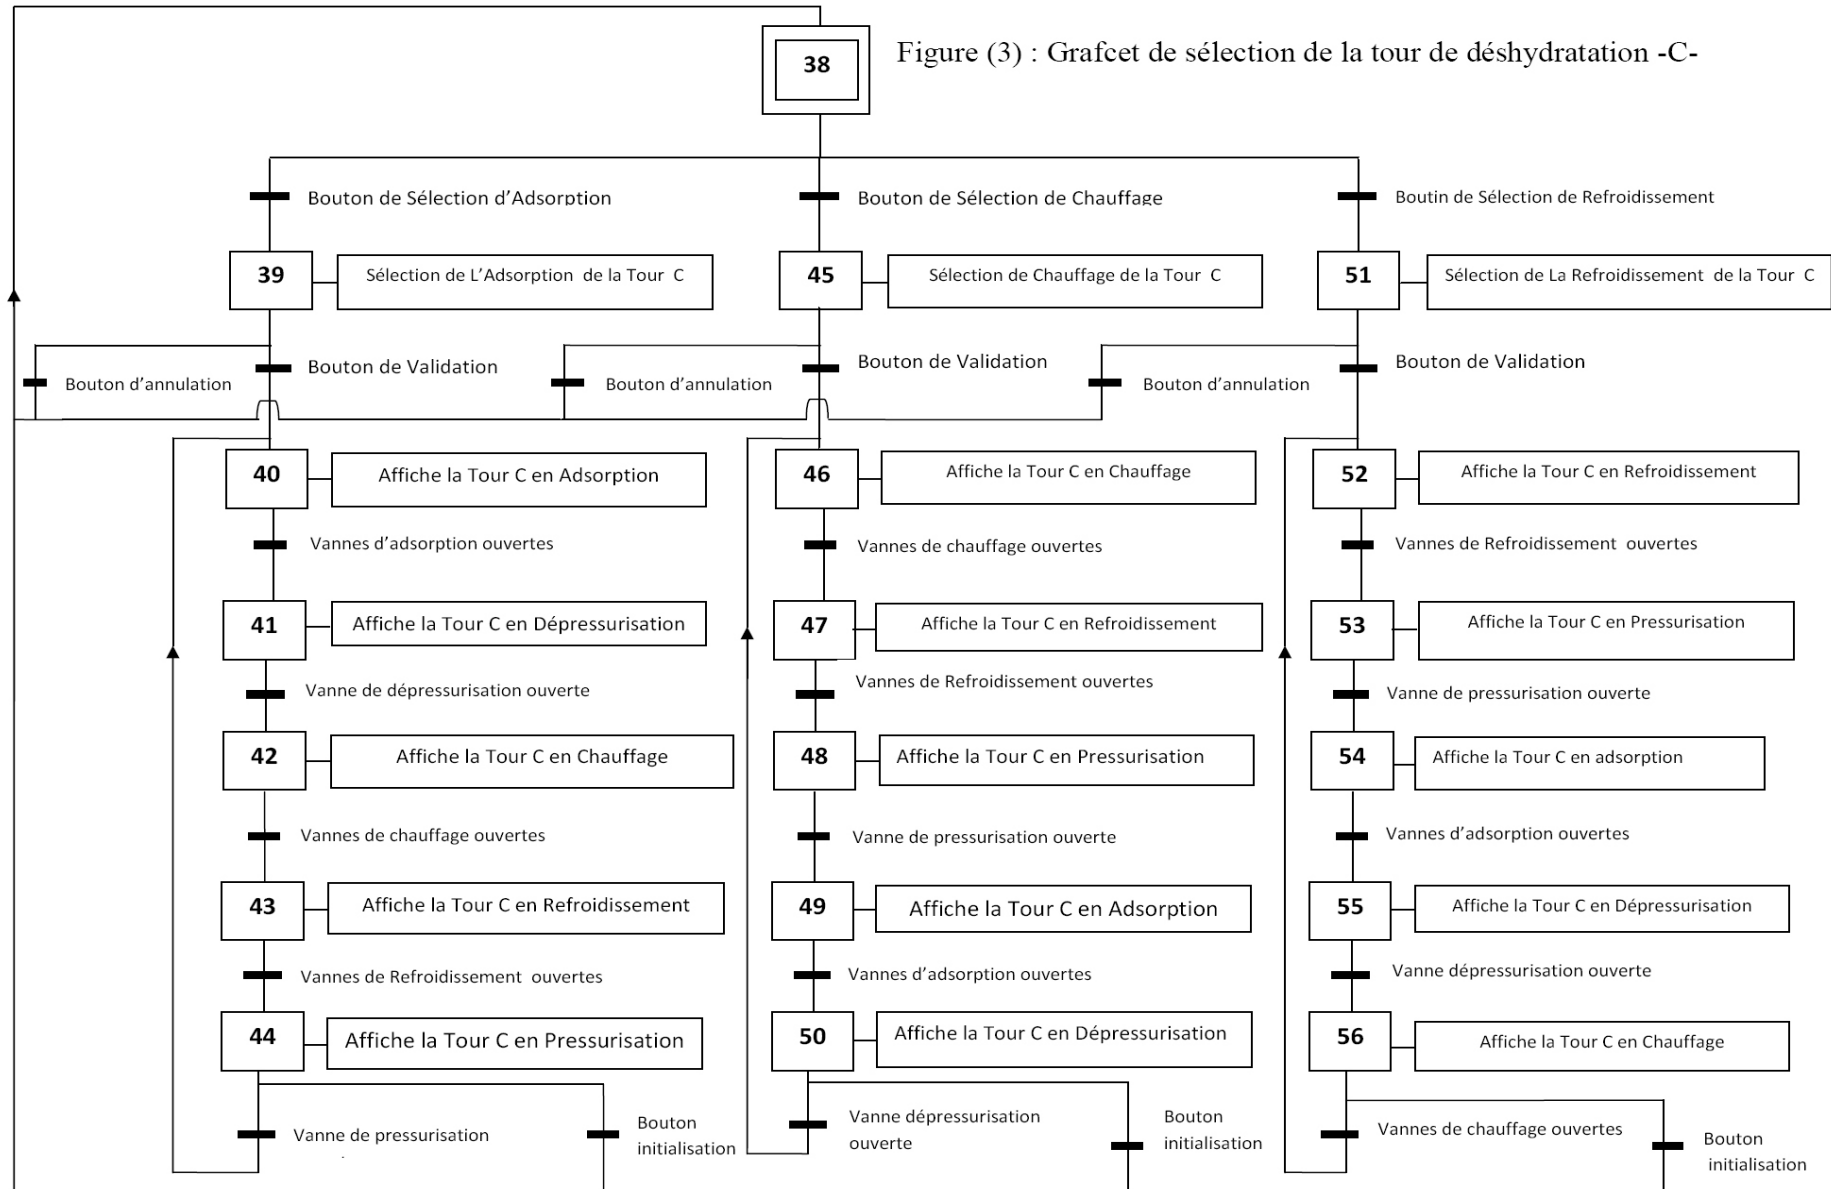 38
Figure (3) : Grafcet de sélection de la tour de déshydratation -C-
Bouton de Sélection d'Adsorption
Bouton de Sélection de Chauffage
Boutin de Sélection de Refroidissement
39
Sélection de L'Adsorption de la Tour C
45
Sélection de Chauffage de la Tour C
51
Sélection de La Refroidissement de la Tour C
Bouton d'annulation
Bouton de Validation
Bouton d'annulation
Bouton de Validation
Bouton d'annulation
Bouton de Validation
40
Affiche la Tour C en Adsorption
46
Affiche la Tour C en Chauffage
52
Affiche la Tour C en Refroidissement
Vannes d'adsorption ouvertes
Vannes de chauffage ouvertes
Vannes de Refroidissement ouvertes
41
Affiche la Tour C en Dépressurisation
47
Affiche la Tour C en Refroidissement
53
Affiche la Tour C en Pressurisation
Vanne de dépressurisation ouverte
Vannes de Refroidissement ouvertes
Vanne de pressurisation ouverte
42
Affiche la Tour C en Chauffage
48
Affiche la Tour C en Pressurisation
54
Affiche la Tour C en adsorption
Vannes de chauffage ouvertes
Vanne de pressurisation ouverte
Vannes d'adsorption ouvertes
43
Affiche la Tour C en Refroidissement
49
Affiche la Tour C en Adsorption
55
Affiche la Tour C en Dépressurisation
Vannes de Refroidissement ouvertes
Vannes d'adsorption ouvertes
Vanne dépressurisation ouverte
44
Affiche la Tour C en Pressurisation
50
Affiche la Tour C en Dépressurisation
56
Affiche la Tour C en Chauffage
Vanne de pressurisation
Bouton
initialisation
Vanne dépressurisation
ouverte
Bouton
initialisation
Vannes de chauffage ouvertes
Bouton
initialisation